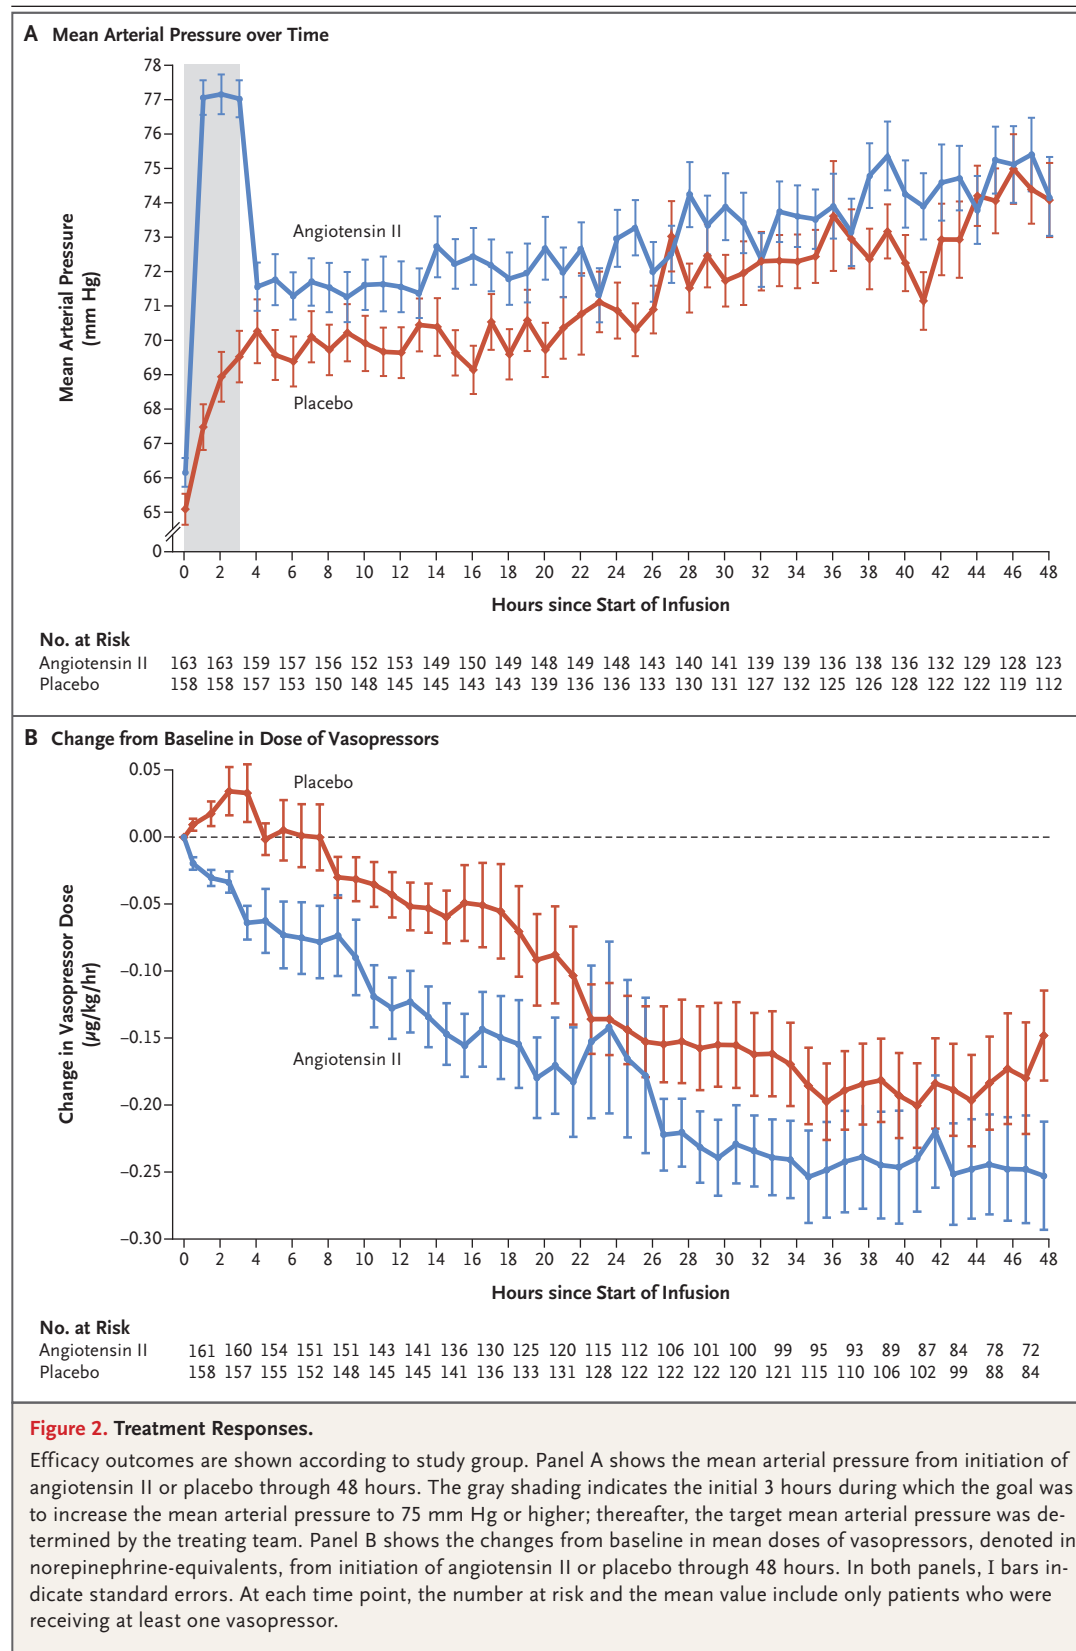 A Mean Arterial Pressure over Time
78
77
76
75
74
73
72
71
70
69
68
67
66
65
0
Mean Arterial Pressure
(mm Hg)
Angiotensin II
Placebo
0 2 4 6 8 10 12 14 16 18 20 22 24 26 28 30 32 34 36 38 40 42 44 46 48
Hours since Start of Infusion
No. at Risk
Angiotensin II 163 163 159 157 156 152 153 149 150 149 148 149 148 143 140 141 139 139 136 138 136 132 129 128 123
Placebo 158 158 157 153 150 148 145 145 143 143 139 136 136 133 130 131 127 132 125 126 128 122 122 119 112
B Change from Baseline in Dose of Vasopressors
0.05
0.00
−0.05
−0.10
−0.15
−0.20
−0.25
−0.30
Change in Vasopressor Dose
(µg/kg/hr)
Placebo
Angiotensin II
0 2 4 6 8 10 12 14 16 18 20 22 24 26 28 30 32 34 36 38 40 42 44 46 48
Hours since Start of Infusion
No. at Risk
Angiotensin II 161 160 154 151 151 143 141 136 130 125 120 115 112 106 101 100 99 95 93 89 87 84 78 72
Placebo 158 157 155 152 148 145 145 141 136 133 131 128 122 122 122 120 121 115 110 106 102 99 88 84
Figure 2. Treatment Responses.
Efficacy outcomes are shown according to study group. Panel A shows the mean arterial pressure from initiation of
angiotensin II or placebo through 48 hours. The gray shading indicates the initial 3 hours during which the goal was
to increase the mean arterial pressure to 75 mm Hg or higher; thereafter, the target mean arterial pressure was de-
termined by the treating team. Panel B shows the changes from baseline in mean doses of vasopressors, denoted in
norepinephrine-equivalents, from initiation of angiotensin II or placebo through 48 hours. In both panels, I bars in-
dicate standard errors. At each time point, the number at risk and the mean value include only patients who were
receiving at least one vasopressor.